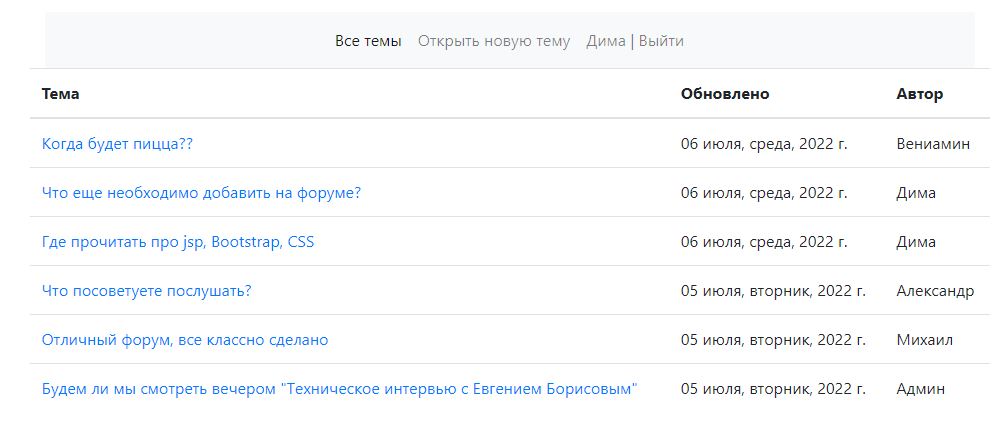 Все темы Открыть новую тему Дима | Выйти
Тема Обновлено Автор
Когда будет пицца?? 06 июля, среда, 2022 г. Вениамин
Что еще необходимо добавить на форуме? 06 июля, среда, 2022 г. Дима
Где прочитать про jsp, Bootstrap, CSS 06 июля, среда, 2022 г. Дима
Что посоветуете послушать? 05 июля, вторник, 2022 г. Александр
Отличный форум, все классно сделано 05 июля, вторник, 2022 г. Михаил
Будем ли мы смотреть вечером "Техническое интервью с Евгением Борисовым" 05 июля, вторник, 2022 г. Админ